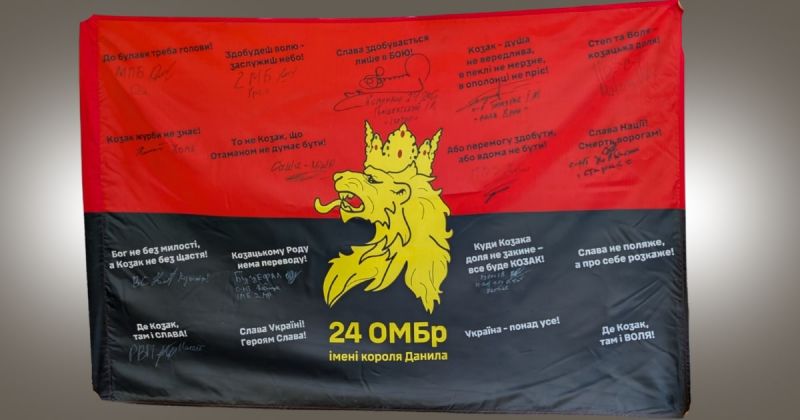 До булави треба голови!
МПБ
Здобудеш волю -
заслужиш небо!
2 МБ
Слава здобувається
лише в БОЮ!
Козак - душа
не вередлива,
в пеклі не мерзне,
в ополонці не пріє!
Степ та Воля -
козацька доля!
Козак журби не знає!
То не Козак, що
Отаманом не думає бути!
Саша
Або перемогу здобути,
або вдома не бути!
Слава Нації!
Смерть ворогам!
Бог не без милості,
а Козак не без щастя!
Козацькому Роду
нема переводу!
Куди Козака
доля не закине -
все буде КОЗАК!
Слава не поляже,
а про себе розкаже!
Де Козак,
там і СЛАВА!
РВП
Слава Україні!
Героям Слава!
24 ОМБр
імені короля Данила
Україна - понад усе!
Де Козак,
там і ВОЛЯ!